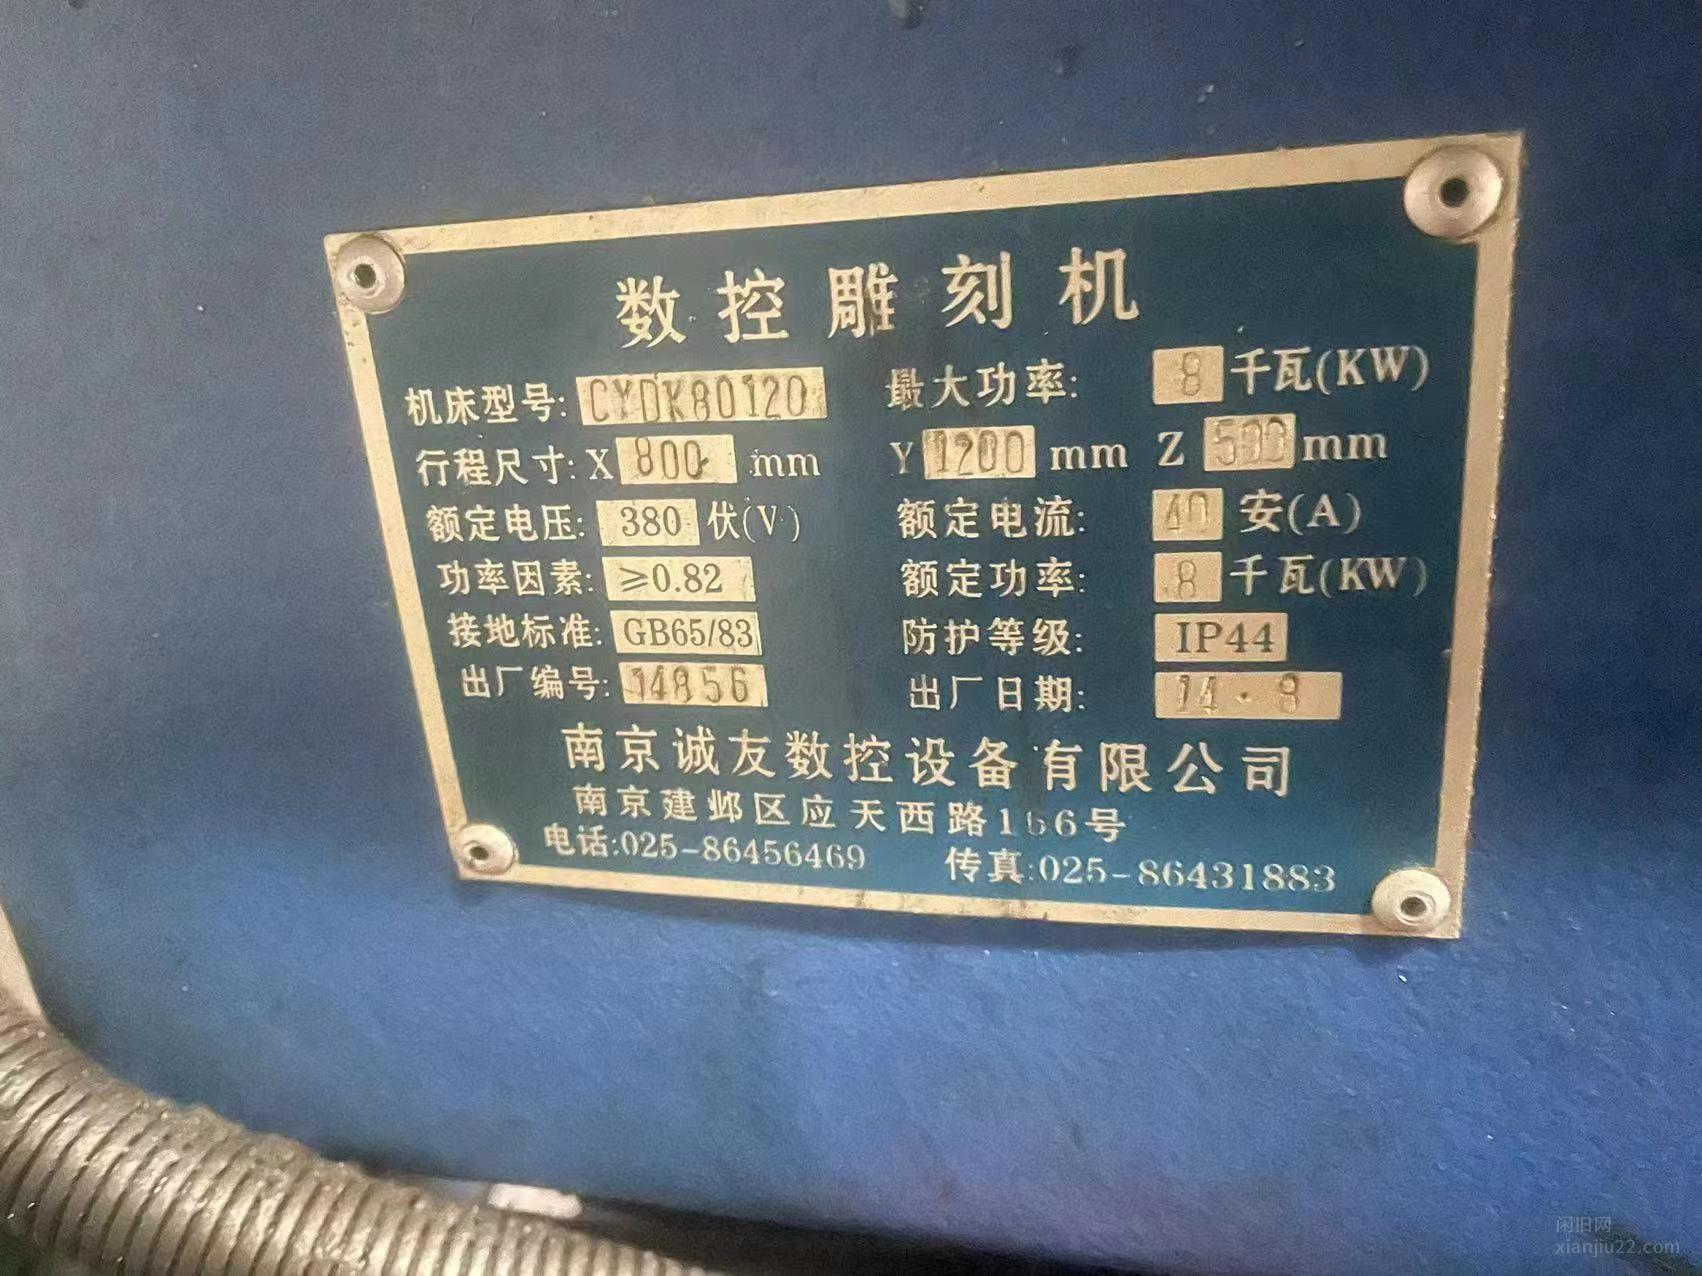 数控雕刻机
机床型号: CYDK80120 最大功率: 8 千瓦(KW)
行程尺寸: X 800 mm Y 1200 mm Z 500 mm
额定电压: 380 伏(V) 额定电流: 40 安(A)
功率因素: ≥0.82 额定功率: 8 千瓦(KW)
接地标准: GB65/83 防护等级: IP44
出厂编号: 14856 出厂日期: 14·8
南京诚友数控设备有限公司
南京建邺区应天西路156号
电话:025-86456469 传真:025-86431883
闲旧网
xianjiu22.com